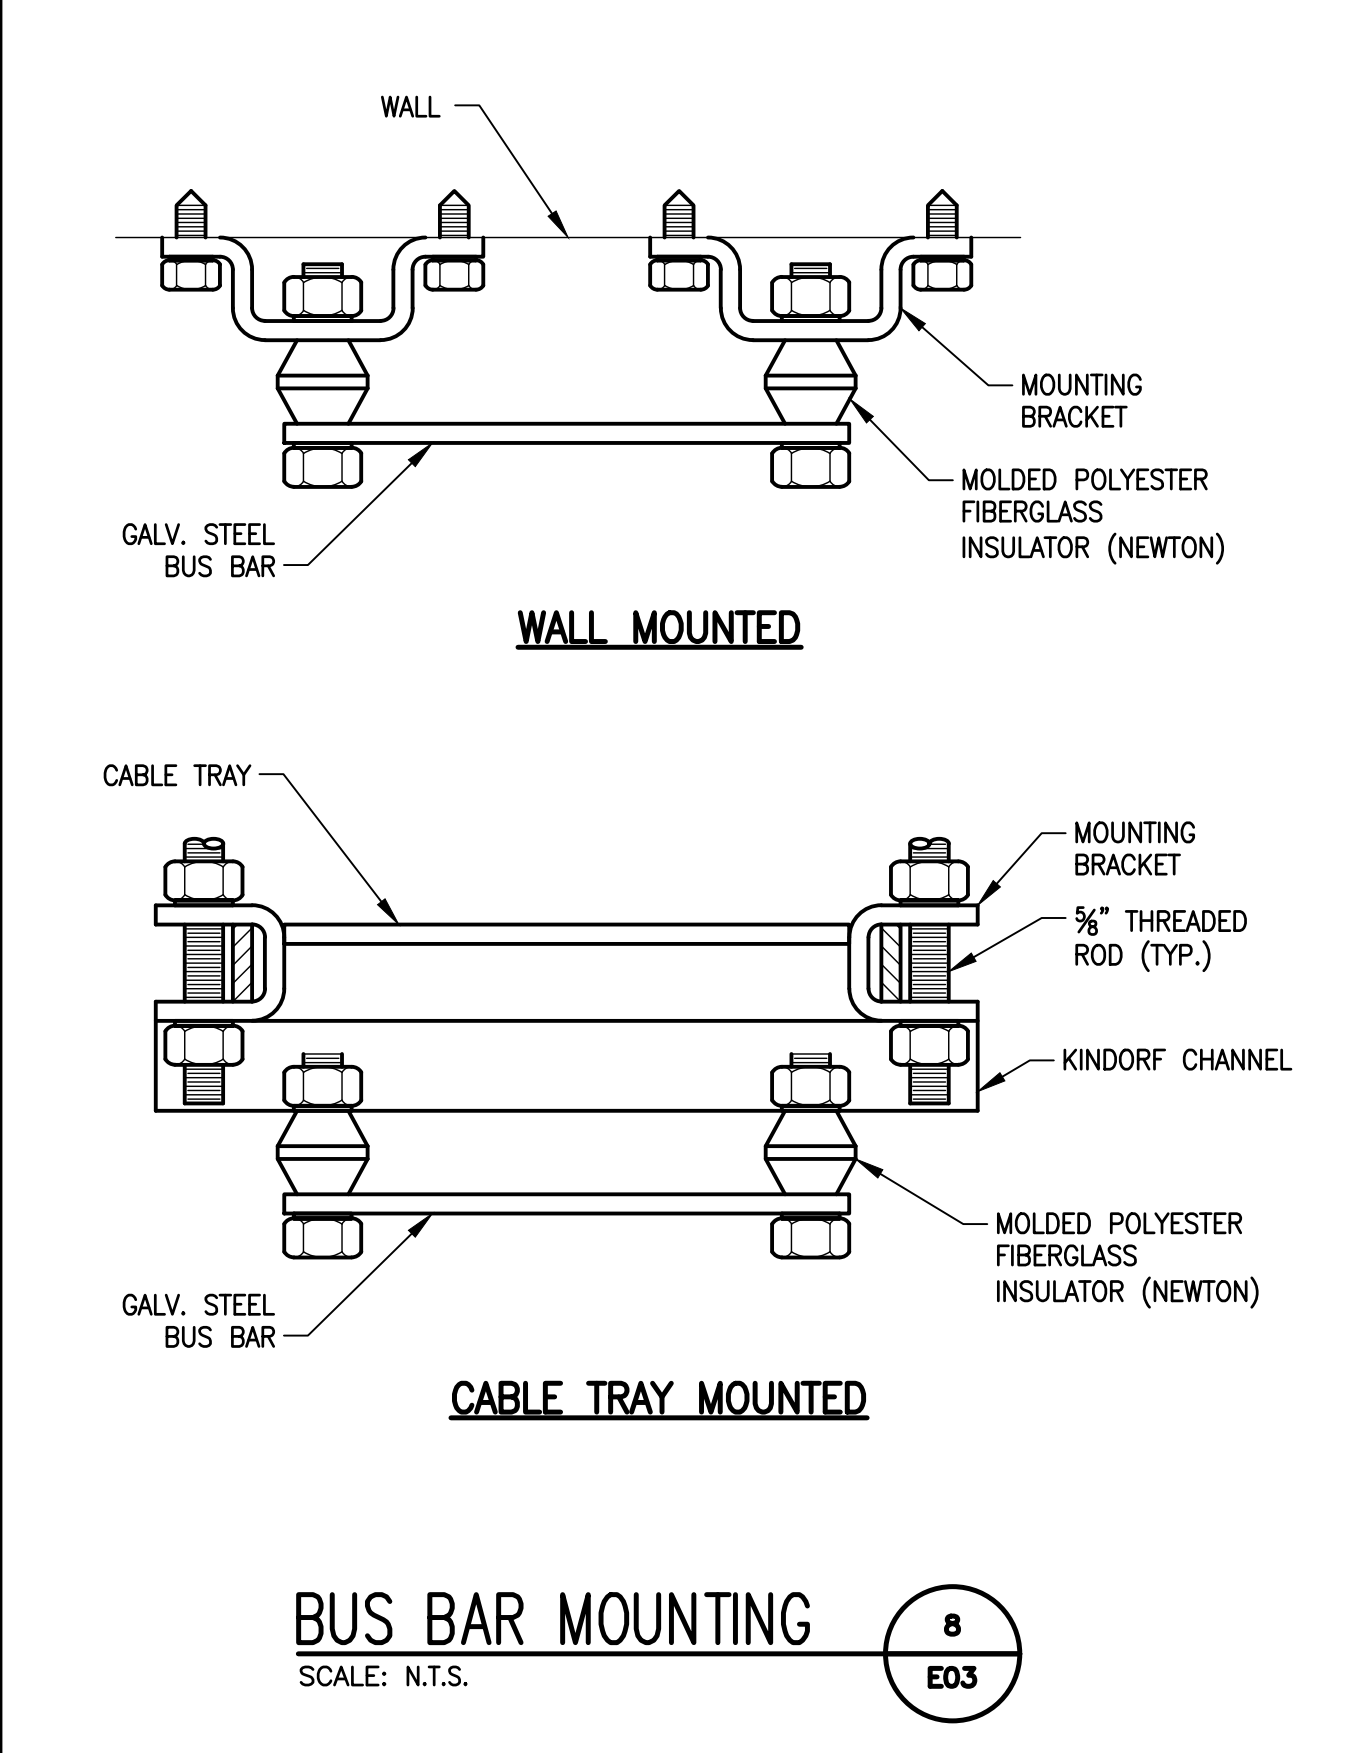 WALL
MOUNTING
BRACKET
MOLDED POLYESTER
FIBERGLASS
INSULATOR (NEWTON)
GALV. STEEL
BUS BAR
WALL MOUNTED
CABLE TRAY
MOUNTING
BRACKET
⅝" THREADED
ROD (TYP.)
KINDORF CHANNEL
MOLDED POLYESTER
FIBERGLASS
INSULATOR (NEWTON)
GALV. STEEL
BUS BAR
CABLE TRAY MOUNTED
BUS BAR MOUNTING
SCALE: N.T.S.
8
E03